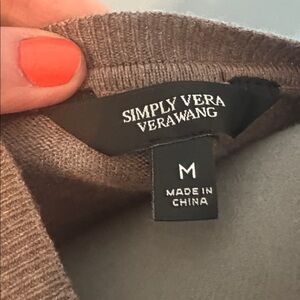 SIMPLY VERA
VERAWANG
M
MADE IN
CHINA